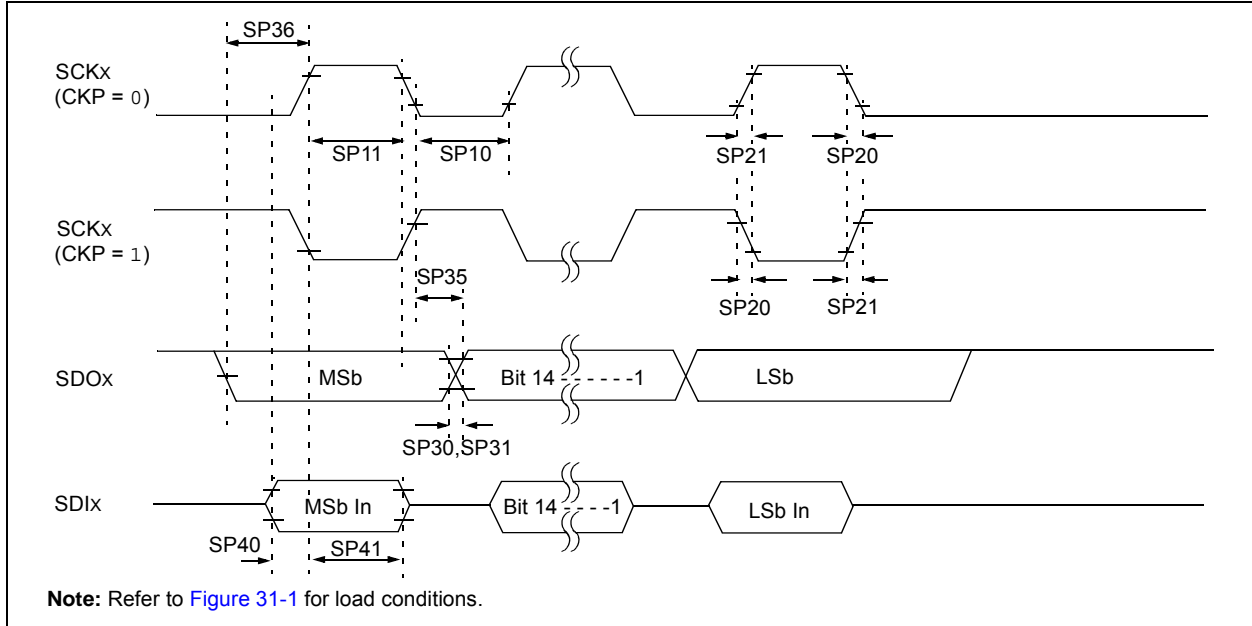 SP36
SCKx
(CKP = 0)
SP11
SP10
SP21
SP20
SCKx
(CKP = 1)
SP35
SP20
SP21
SDOx
MSb
Bit 14 - - - - - -1
LSb
SP30,SP31
SDIx
MSb In
Bit 14 - - - -1
LSb In
SP40
SP41
Note: Refer to Figure 31-1 for load conditions.